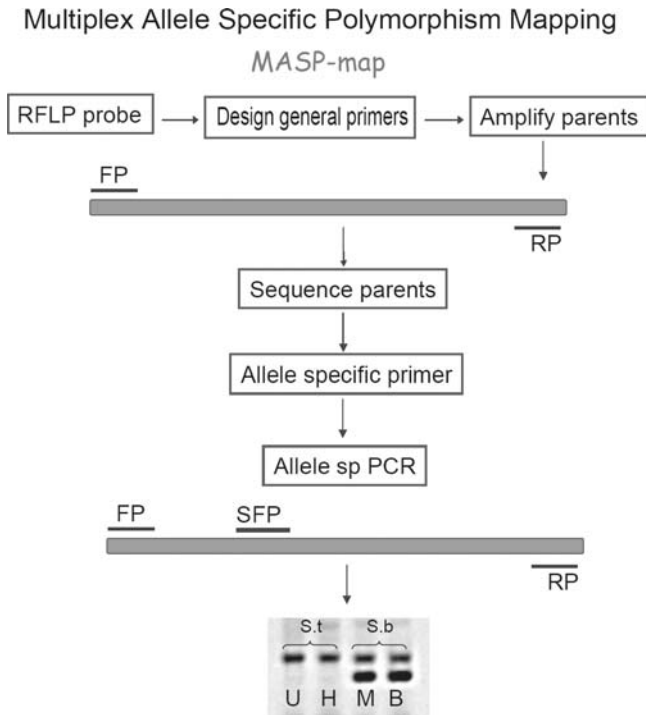 Multiplex Allele Specific Polymorphism Mapping
MASP-map
RFLP probe
Design general primers
Amplify parents
FP
RP
Sequence parents
Allele specific primer
Allele sp PCR
FP
SFP
RP
S.t
S.b
U H M B